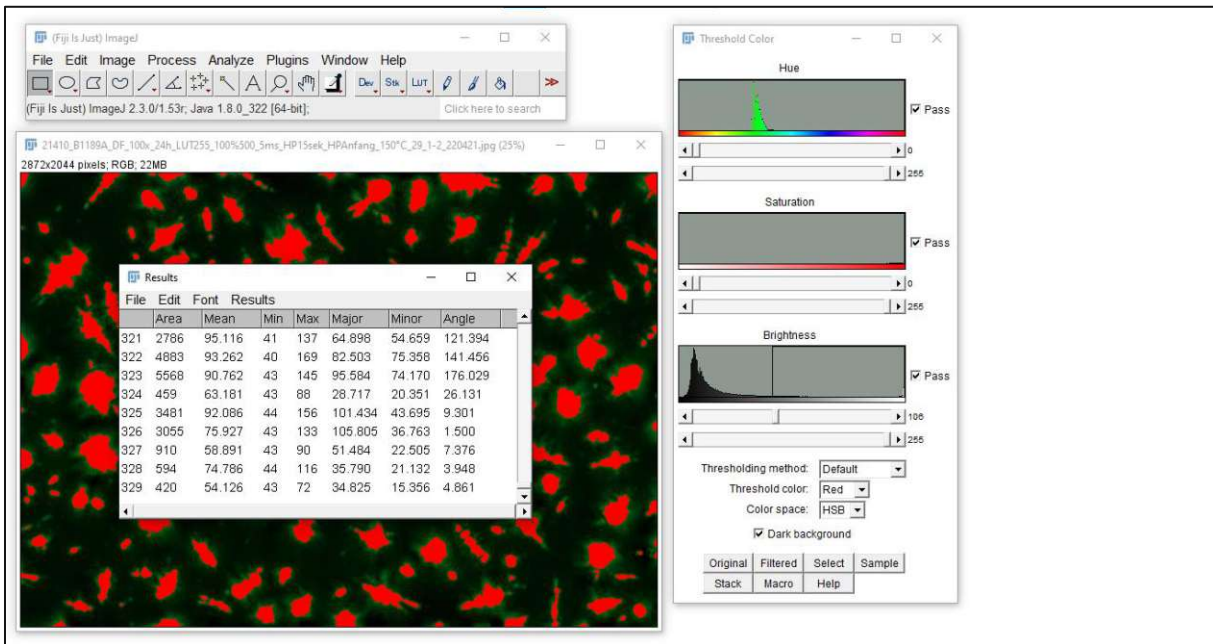 (Fiji Is Just) ImageJ
File Edit Image Process Analyze Plugins Window Help
Dev Stk LUT
(Fiji Is Just) ImageJ 2.3.0/1.53r; Java 1.8.0_322 [64-bit];
Click here to search
21410_B1189A_DF_100x_24h_LUT255_100%500_5ms_HP15sek_HPAnfang_150°C_29_1-2_220421.jpg (25%)
2872x2044 pixels; RGB; 22MB
Results
File Edit Font Results
Area Mean Min Max Major Minor Angle
321 2786 95.116 41 137 64.898 54.659 121.394
322 4883 93.262 40 169 82.503 75.358 141.456
323 5568 90.762 43 145 95.584 74.170 176.029
324 459 63.181 43 88 28.717 20.351 26.131
325 3481 92.086 44 156 101.434 43.695 9.301
326 3055 75.927 43 133 105.805 36.763 1.500
327 910 58.891 43 90 51.484 22.505 7.376
328 594 74.786 44 116 35.790 21.132 3.948
329 420 54.126 43 72 34.825 15.356 4.861
Threshold Color
Hue
Pass
0
255
Saturation
Pass
0
255
Brightness
Pass
106
255
Thresholding method: Default
Threshold color: Red
Color space: HSB
Dark background
Original Filtered Select Sample
Stack Macro Help